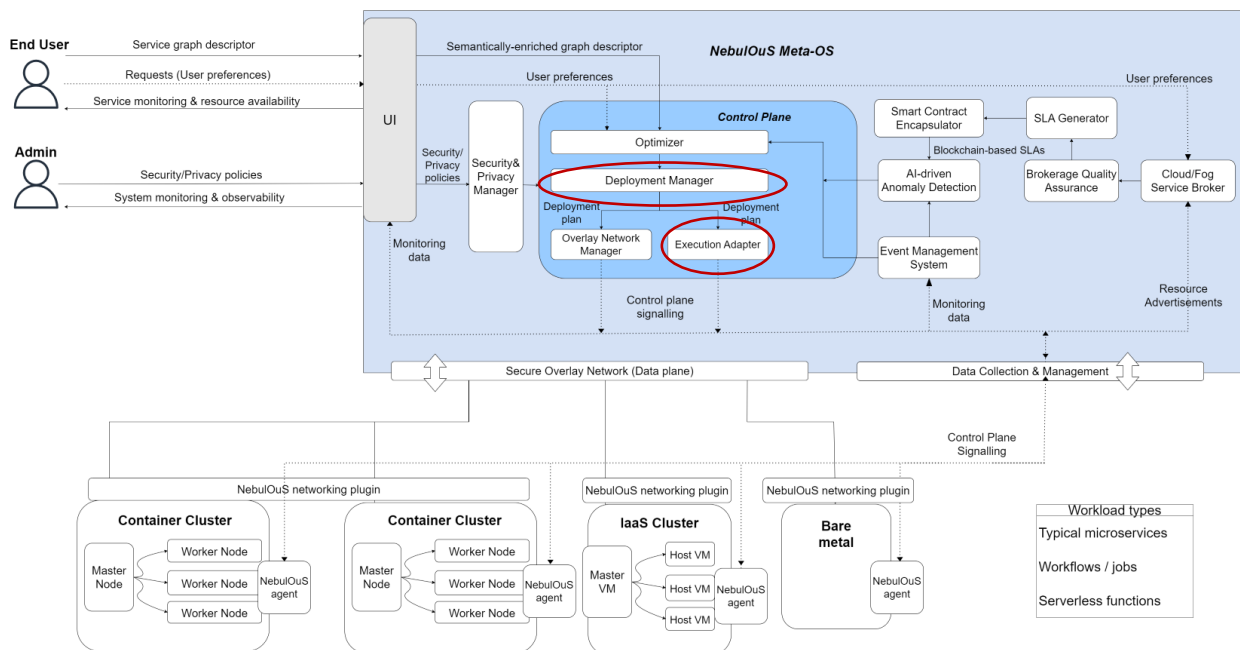 End User
Service graph descriptor
Requests (User preferences)
Service monitoring & resource availability
Admin
Security/Privacy policies
System monitoring & observability
UI
Semantically-enriched graph descriptor
NebulOuS Meta-OS
User preferences
User preferences
Security/
Privacy
policies
Security&
Privacy
Manager
Control Plane
Optimizer
Deployment Manager
Deployment
plan
Deployment
plan
Overlay Network
Manager
Execution Adapter
Smart Contract
Encapsulator
SLA Generator
Blockchain-based SLAs
AI-driven
Anomaly Detection
Brokerage Quality
Assurance
Cloud/Fog
Service Broker
Event Management
System
Monitoring
data
Control plane
signalling
Monitoring
data
Resource
Advertisements
Secure Overlay Network (Data plane)
Data Collection & Management
Control Plane
Signalling
NebulOuS networking plugin
NebulOuS networking plugin
NebulOuS networking plugin
Container Cluster
Master
Node
Worker Node
Worker Node
Worker Node
NebulOuS
agent
Container Cluster
Master
Node
Worker Node
Worker Node
Worker Node
NebulOuS
agent
IaaS Cluster
Master
VM
Host VM
Host VM
Host VM
NebulOuS
agent
Bare
metal
NebulOuS
agent
Workload types
Typical microservices
Workflows / jobs
Serverless functions